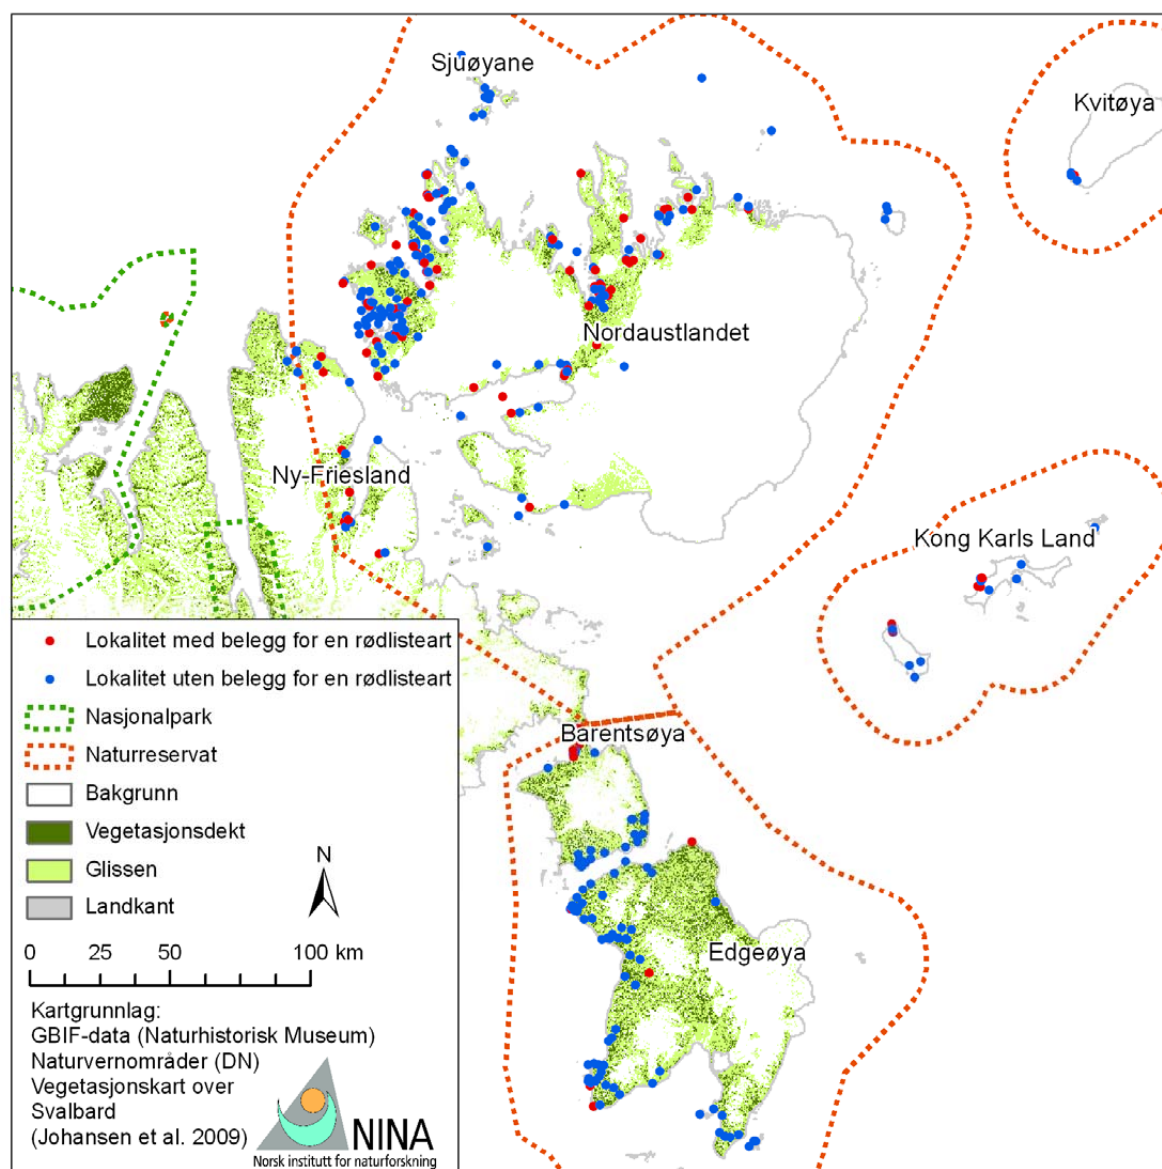 Sjuøyane
Kvitøya
Nordaustlandet
Ny-Friesland
Kong Karls Land
Barentsøya
Edgeøya
Lokalitet med belegg for en rødlisteart
Lokalitet uten belegg for en rødlisteart
Nasjonalpark
Naturreservat
Bakgrunn
Vegetasjonsdekt
Glissen
Landkant
N
0 25 50 100 km
Kartgrunnlag:
GBIF-data (Naturhistorisk Museum)
Naturvernområder (DN)
Vegetasjonskart over
Svalbard
(Johansen et al. 2009)
NINA
Norsk institutt for naturforskning